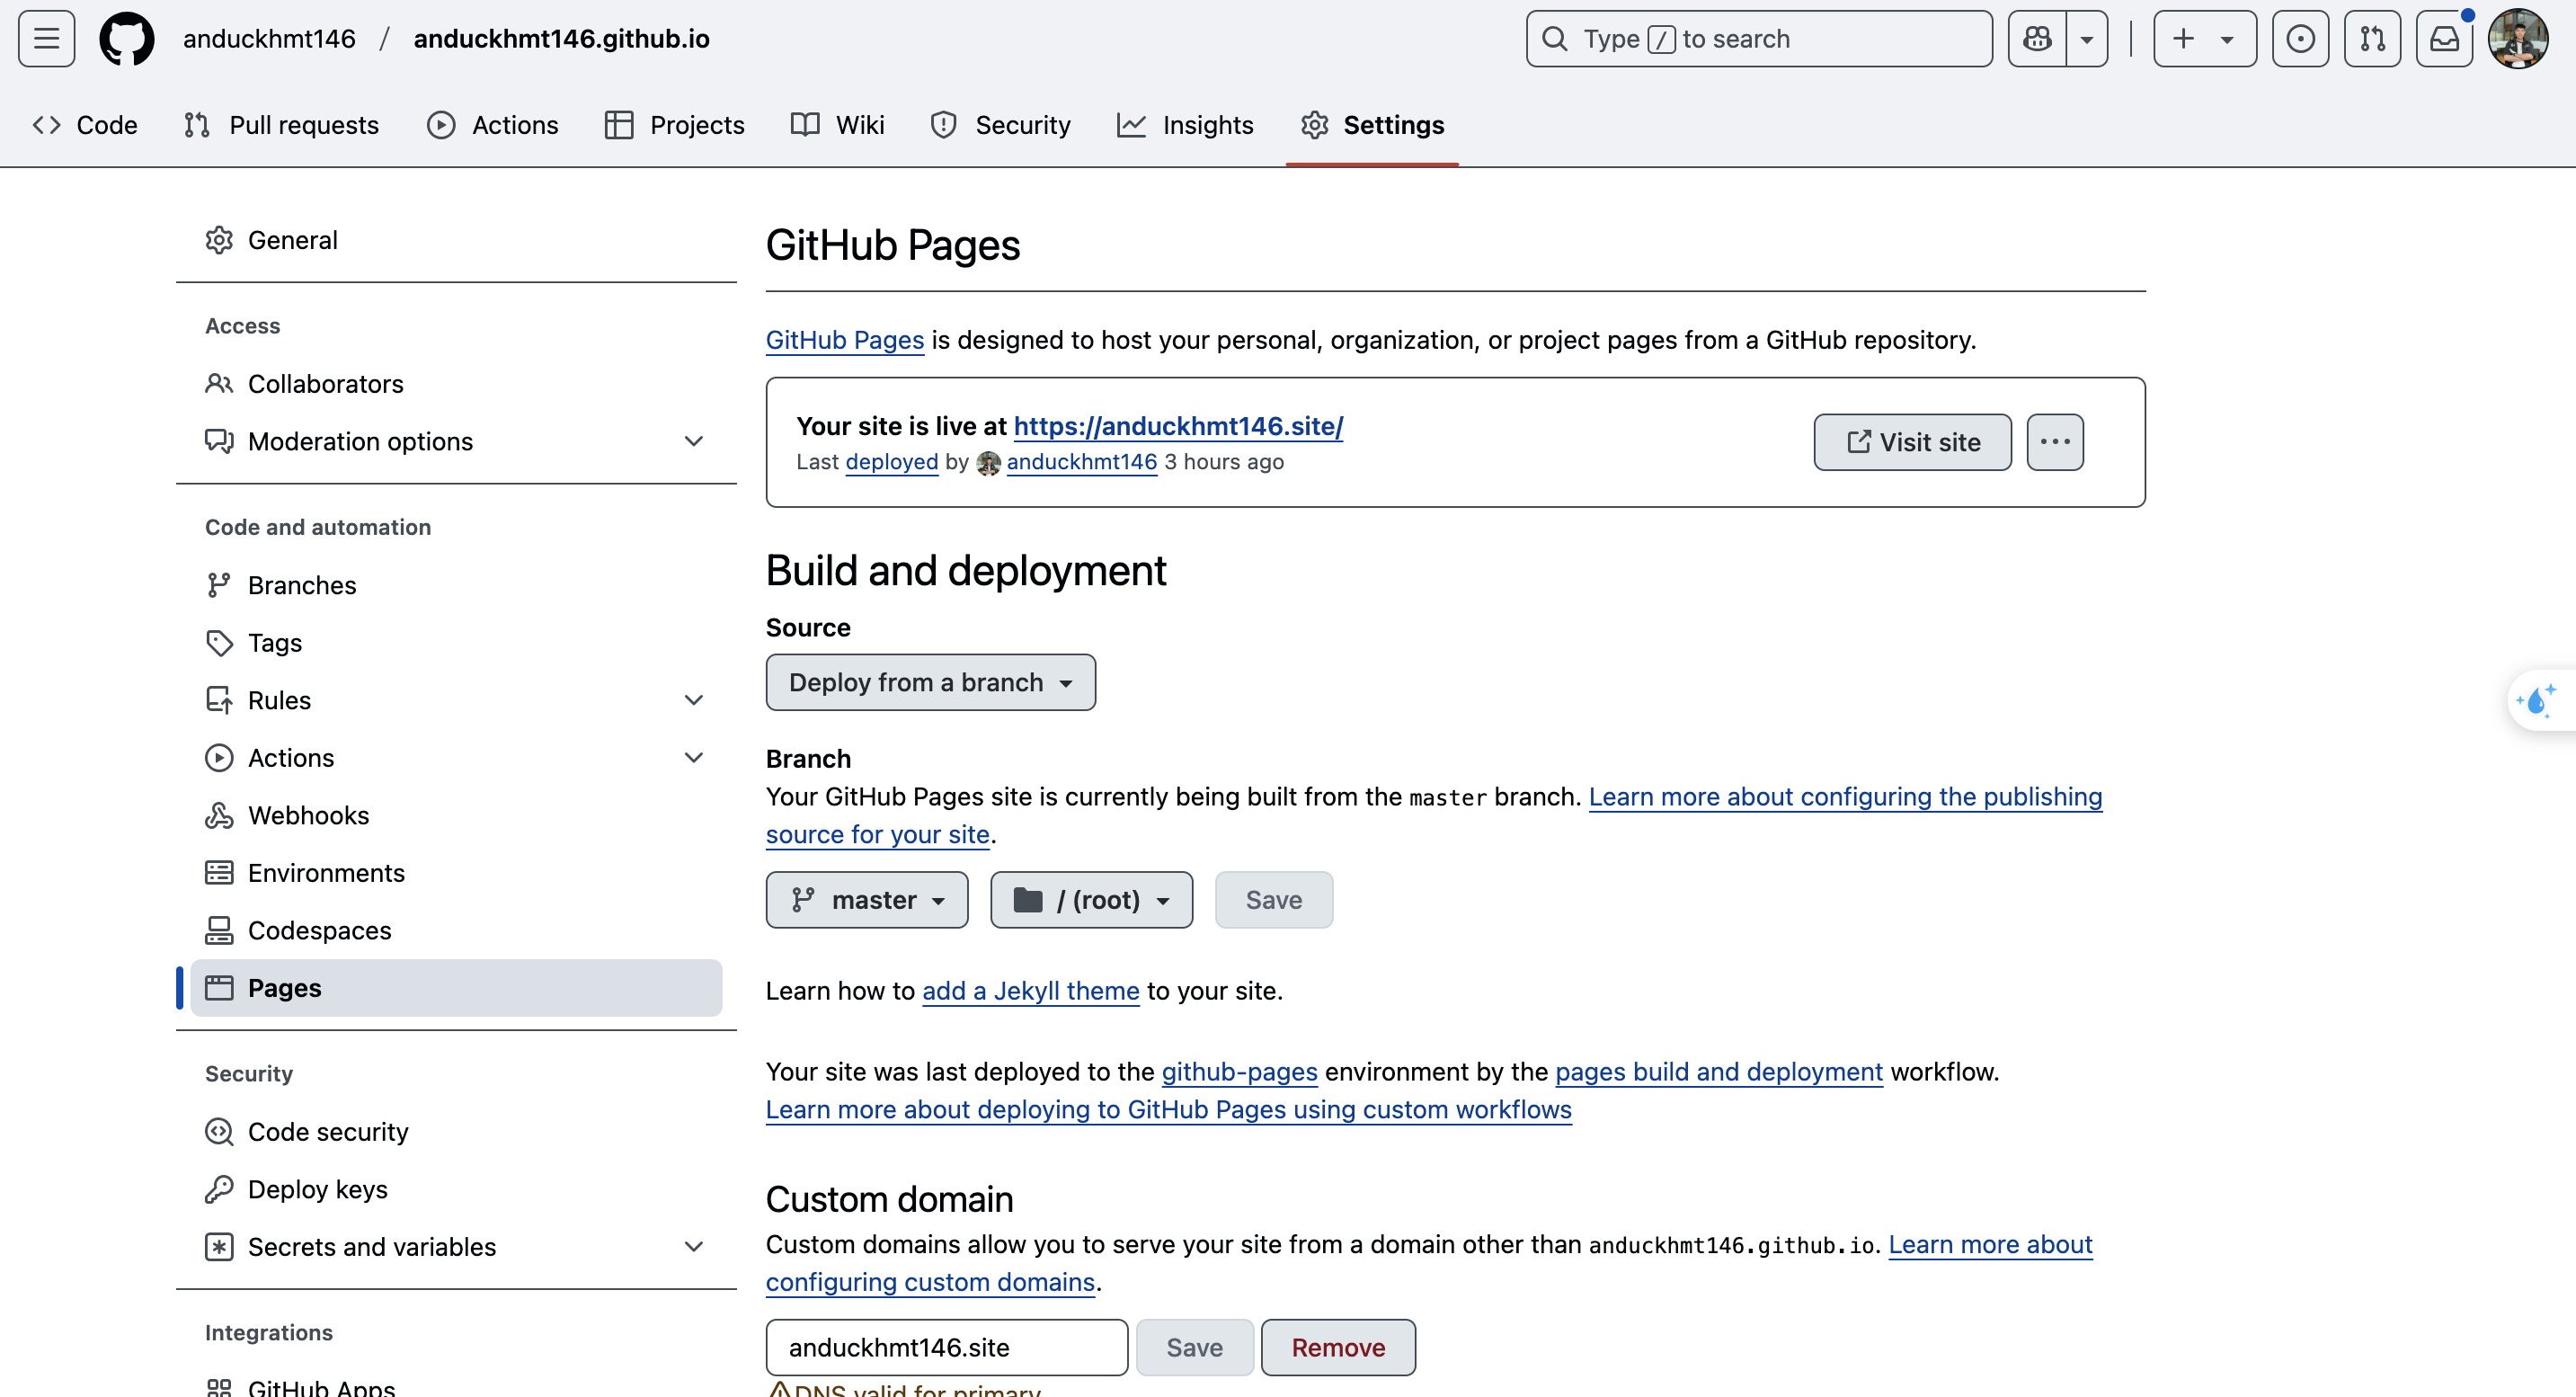 anduckhmt146 / anduckhmt146.github.io
Type / to search
Code
Pull requests
Actions
Projects
Wiki
Security
Insights
Settings
General
Access
Collaborators
Moderation options
Code and automation
Branches
Tags
Rules
Actions
Webhooks
Environments
Codespaces
Pages
Security
Code security
Deploy keys
Secrets and variables
Integrations
GitHub Apps
GitHub Pages
GitHub Pages is designed to host your personal, organization, or project pages from a GitHub repository.
Your site is live at https://anduckhmt146.site/
Last deployed by anduckhmt146 3 hours ago
Visit site
Build and deployment
Source
Deploy from a branch
Branch
Your GitHub Pages site is currently being built from the master branch. Learn more about configuring the publishing
source for your site.
master
/ (root)
Save
Learn how to add a Jekyll theme to your site.
Your site was last deployed to the github-pages environment by the pages build and deployment workflow.
Learn more about deploying to GitHub Pages using custom workflows
Custom domain
Custom domains allow you to serve your site from a domain other than anduckhmt146.github.io. Learn more about
configuring custom domains.
anduckhmt146.site
Save
Remove
DNS valid for primary